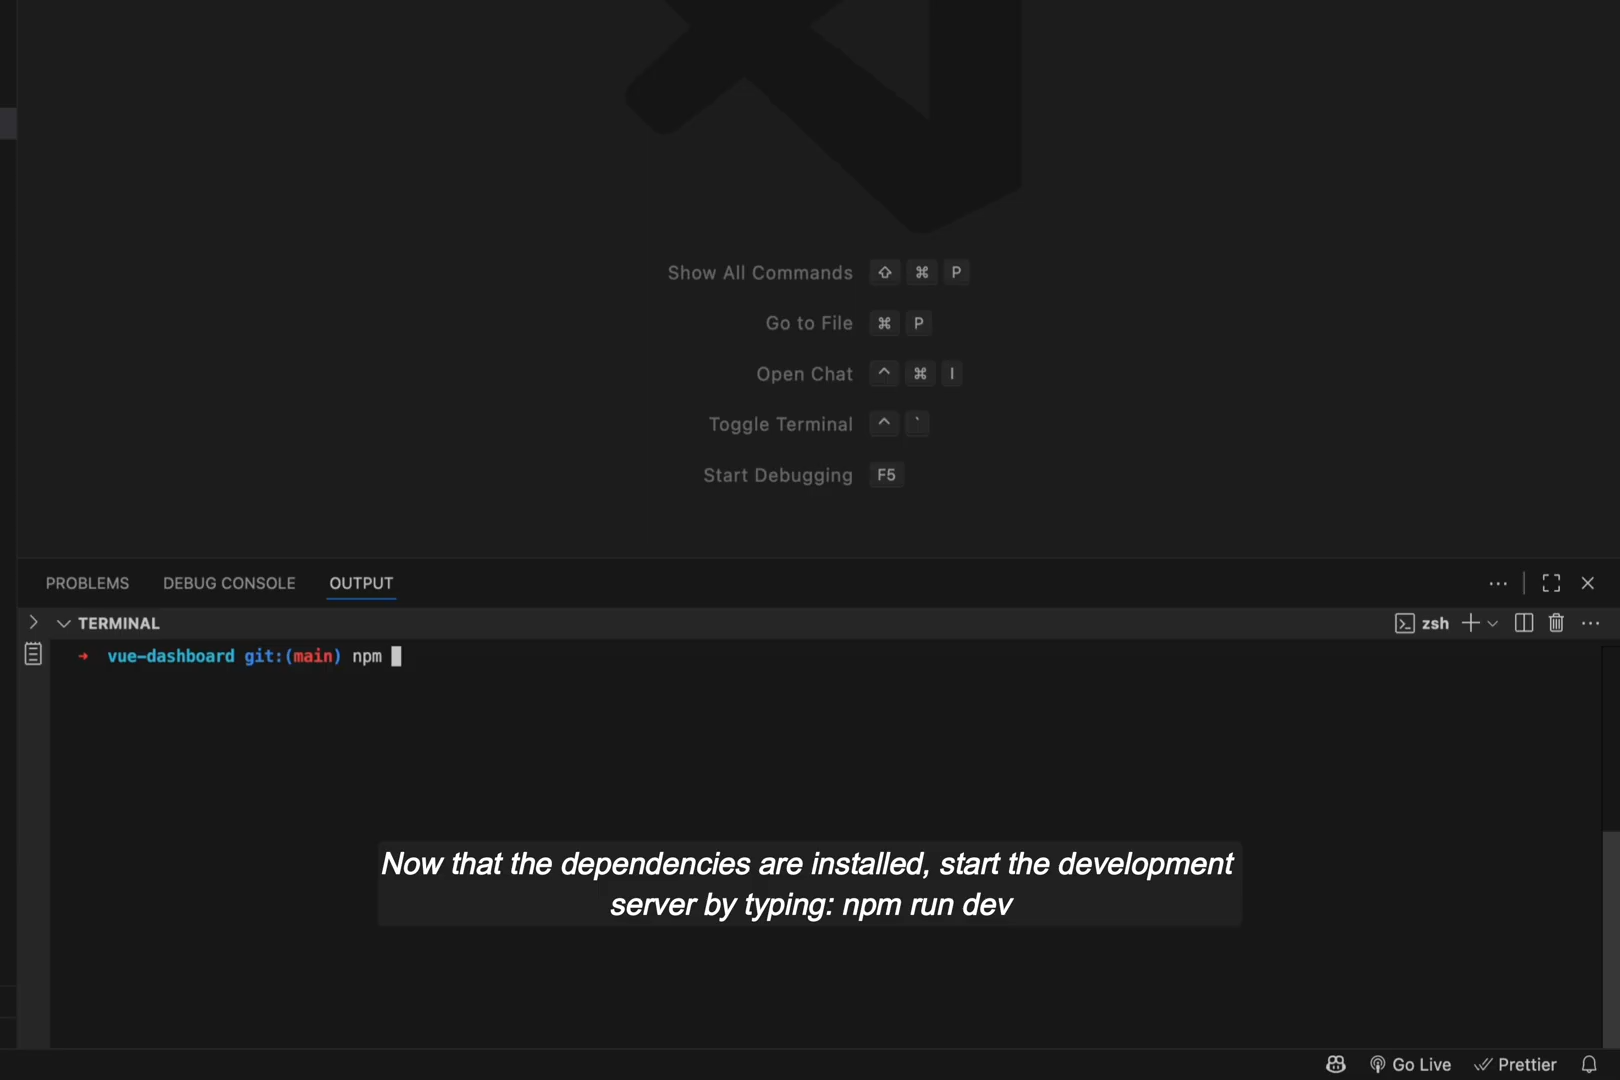 Show All Commands ⇧ ⌘ P
Go to File ⌘ P
Open Chat ^ ⌘ I
Toggle Terminal ^ `
Start Debugging F5
PROBLEMS DEBUG CONSOLE OUTPUT
TERMINAL zsh
→ vue-dashboard git:(main) npm
Now that the dependencies are installed, start the development
server by typing: npm run dev
Go Live Prettier